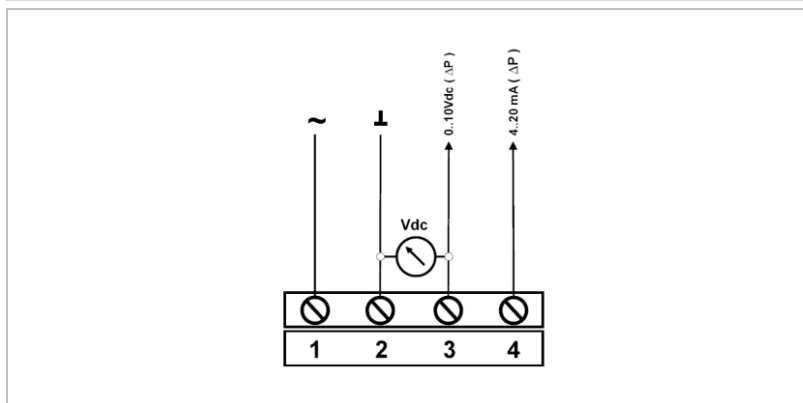 ~
⊥
0..10Vdc ( ΔP )
4..20 mA ( ΔP )
Vdc
1 2 3 4